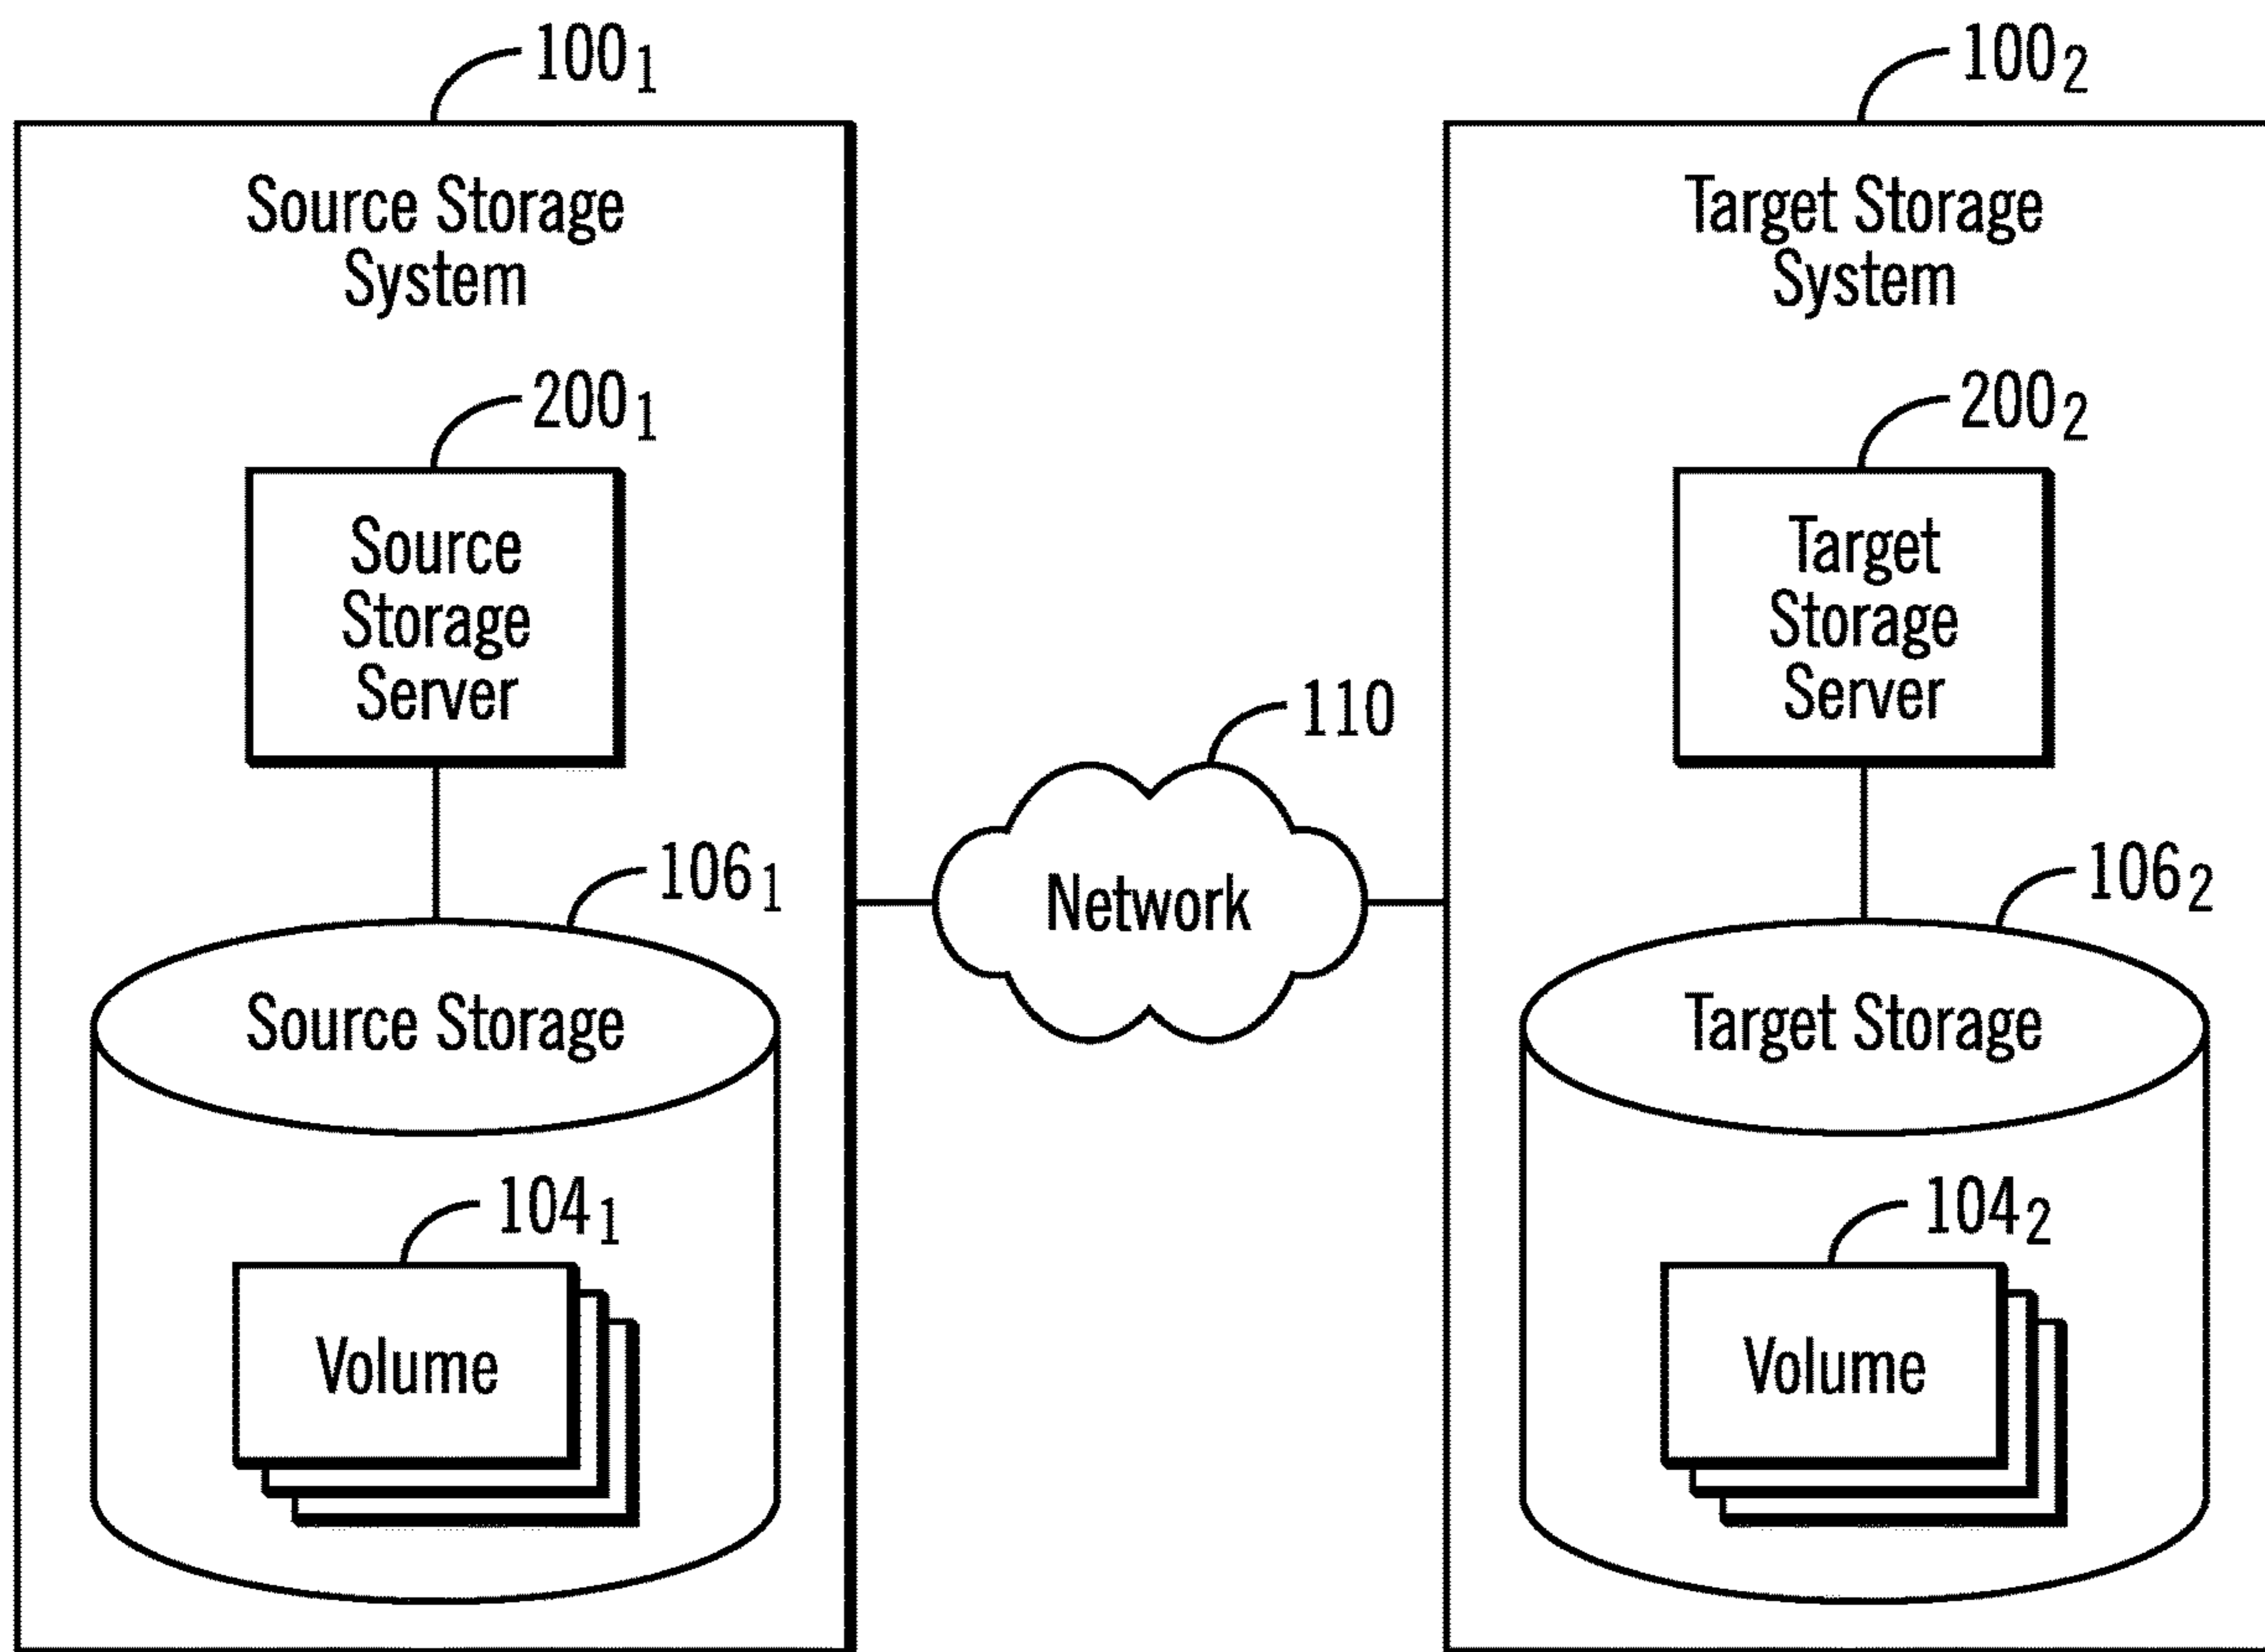 100₁
Source Storage
System
200₁
Source
Storage
Server
106₁
Source Storage
104₁
Volume
110
Network
100₂
Target Storage
System
200₂
Target
Storage
Server
106₂
Target Storage
104₂
Volume